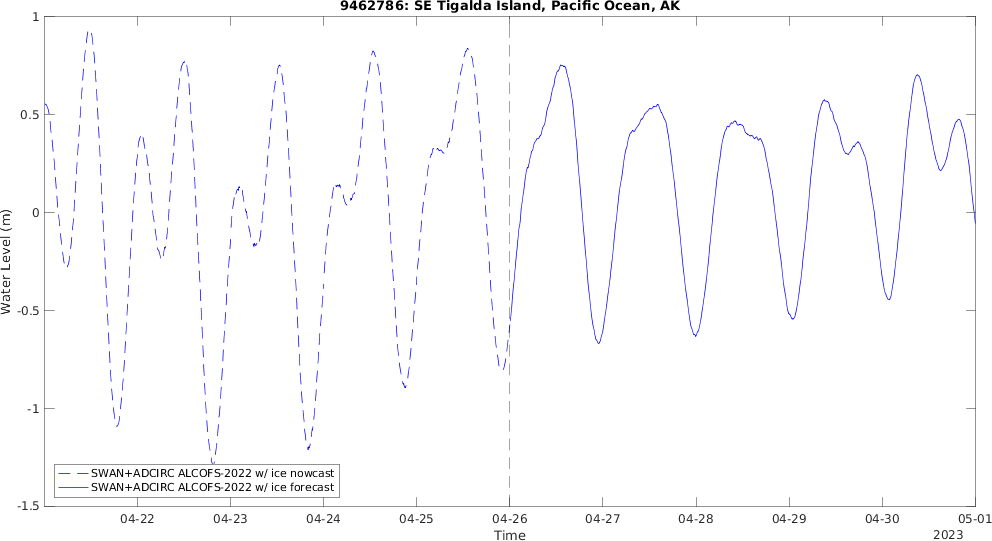 9462786: SE Tigalda Island, Pacific Ocean, AK
1
0.5
0
-0.5
-1
-1.5
Water Level (m)
SWAN+ADCIRC ALCOFS-2022 w/ ice nowcast
SWAN+ADCIRC ALCOFS-2022 w/ ice forecast
04-22 04-23 04-24 04-25 04-26 04-27 04-28 04-29 04-30 05-01
Time
2023